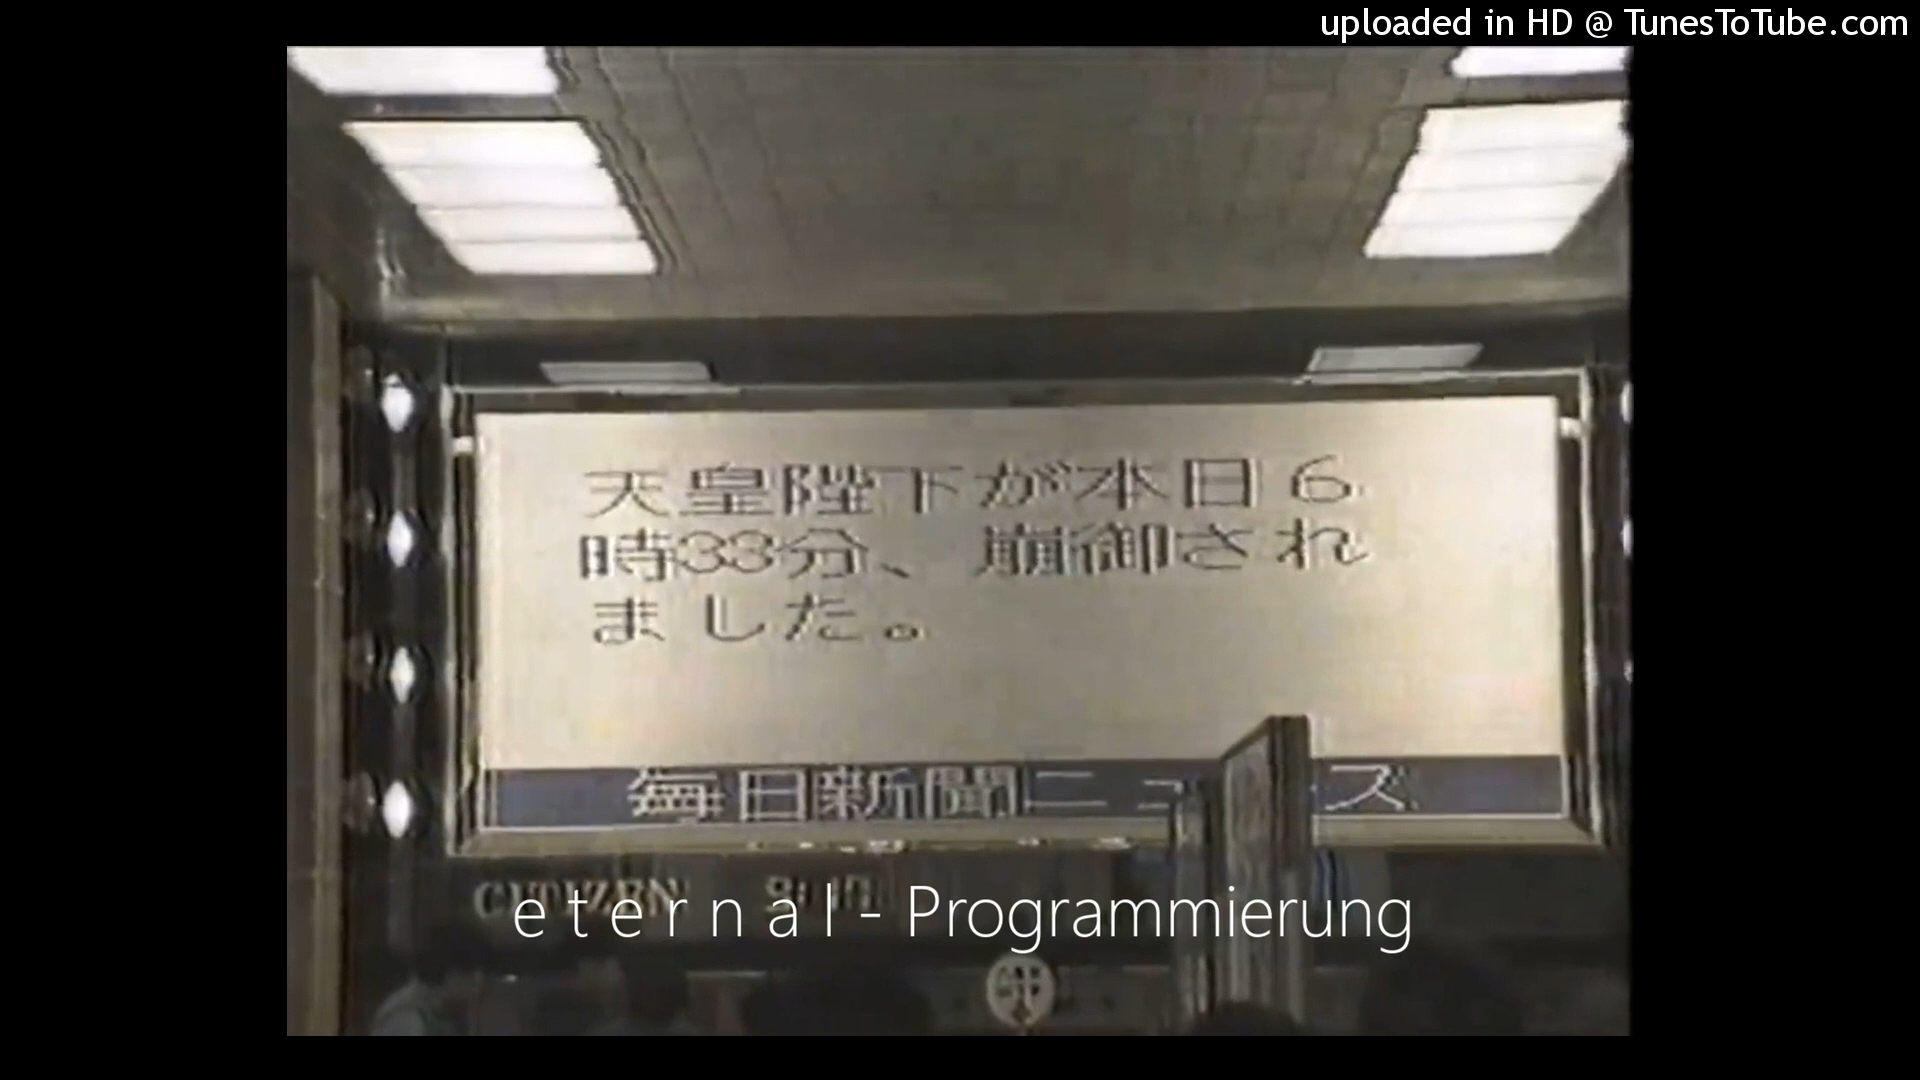 uploaded in HD @ TunesToTube.com
天皇陛下が本日6
時33分、崩御され
ました。
毎日新聞ニュース
CITIZEN
e t e r n a l - Programmierung